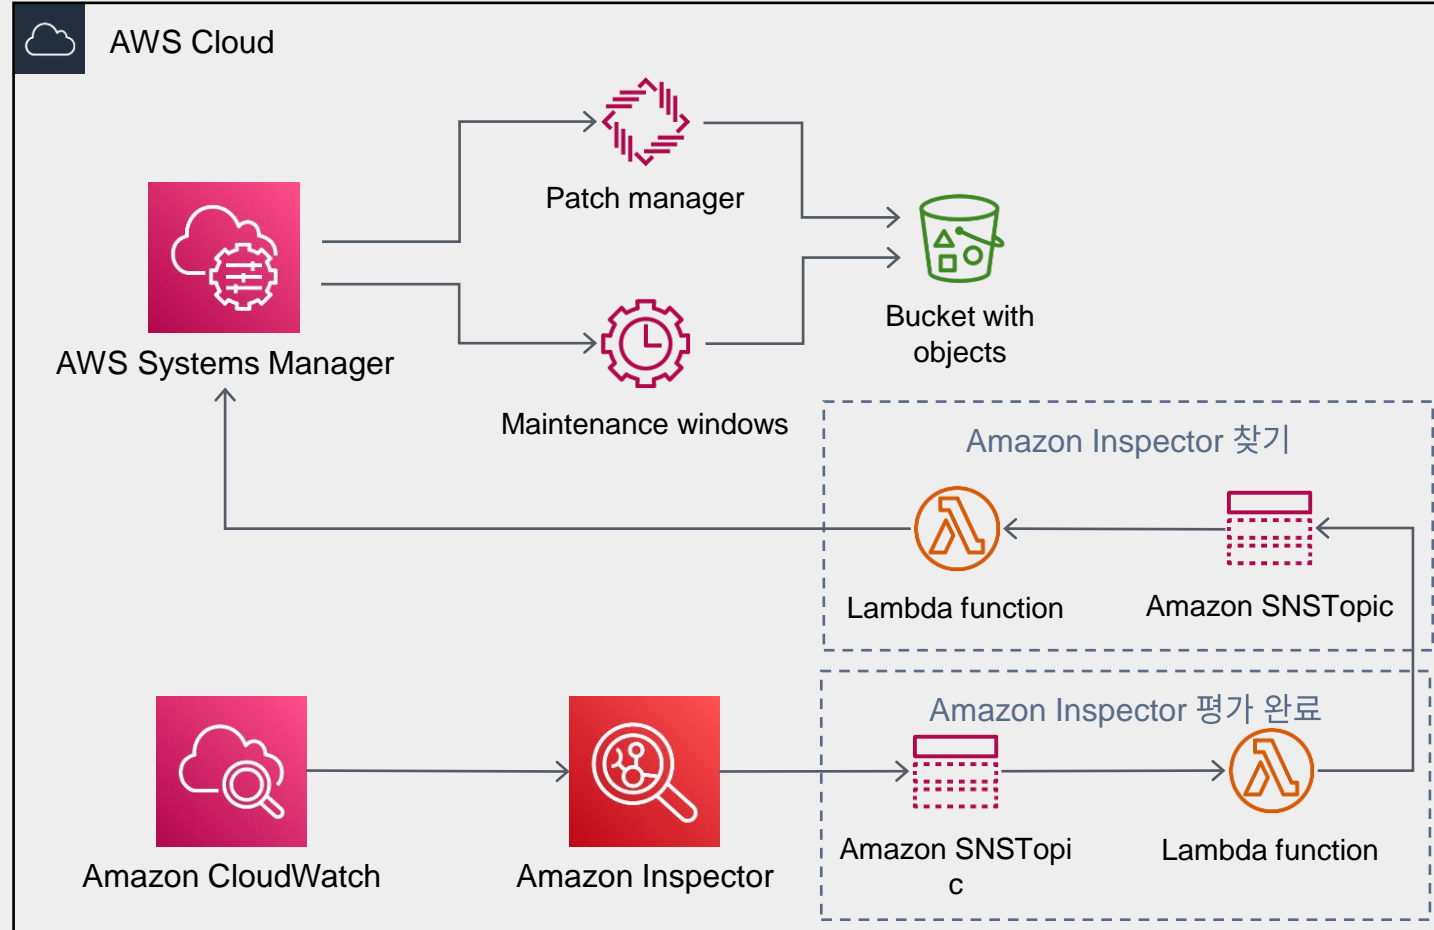 AWS Cloud
Patch manager
AWS Systems Manager
Bucket with
objects
Maintenance windows
Amazon Inspector 찾기
Lambda function
Amazon SNSTopic
Amazon Inspector 평가 완료
Amazon CloudWatch
Amazon Inspector
Amazon SNSTopi
c
Lambda function